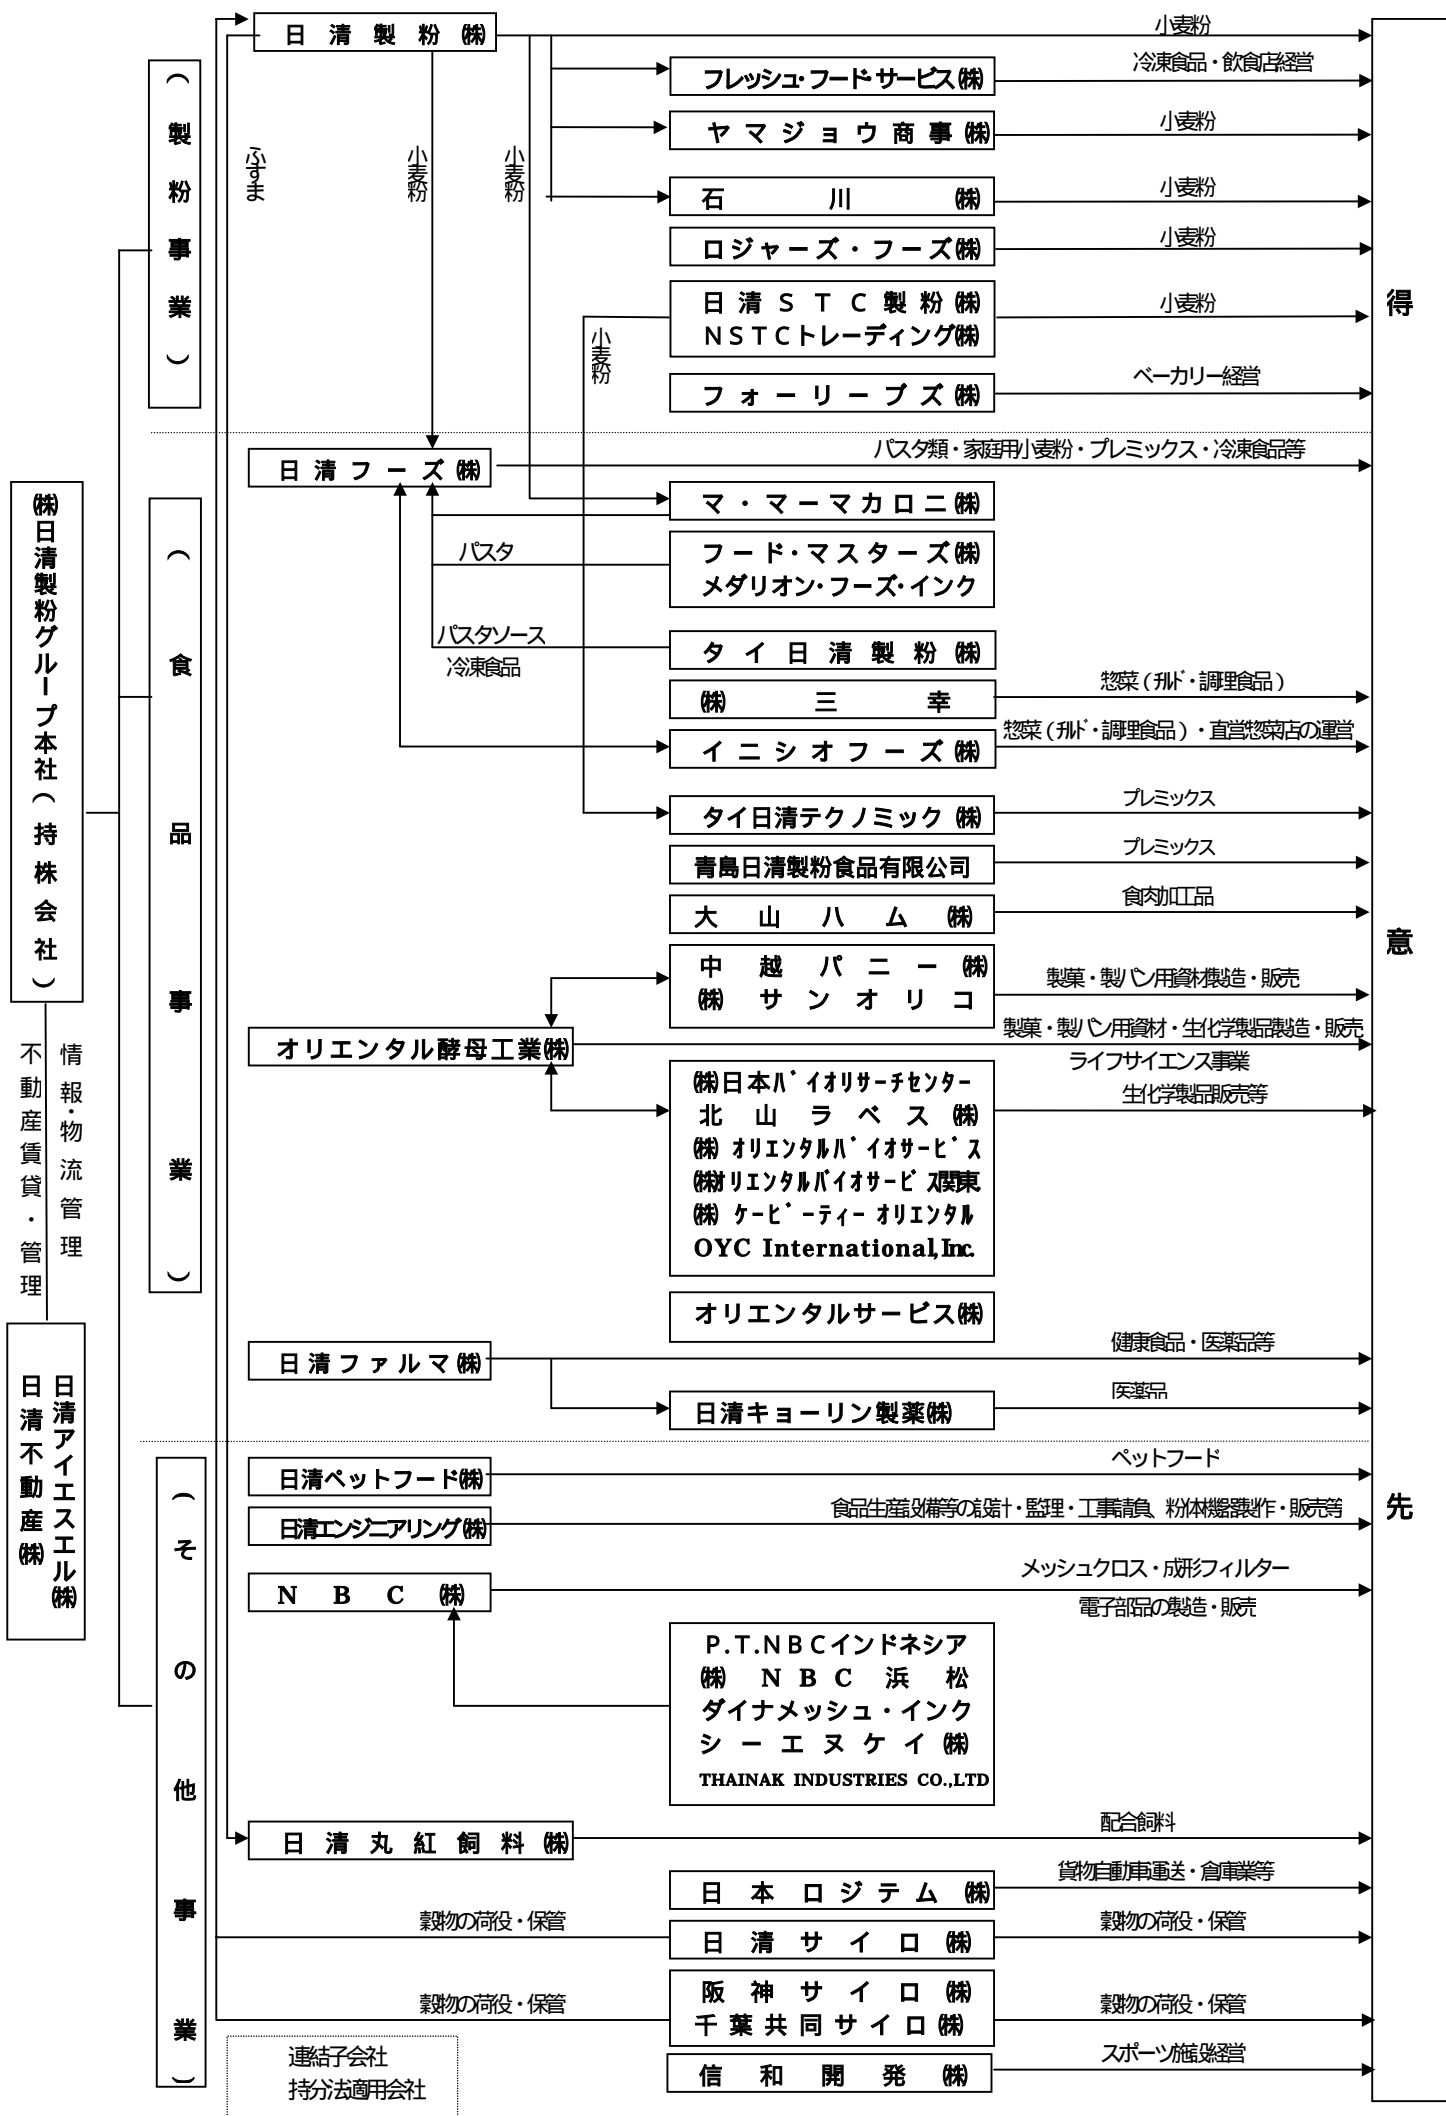 ㈱日清製粉グループ本社（持株会社）
情報・物流管理
不動産賃貸・管理
日清アイエスエル㈱
日清不動産㈱
（製粉事業）
日清製粉㈱
小麦粉
ふすま
小麦粉
小麦粉
フレッシュ・フード・サービス㈱
冷凍食品・飲食店経営
ヤマジョウ商事㈱
小麦粉
石川㈱
小麦粉
ロジャーズ・フーズ㈱
小麦粉
日清ＳＴＣ製粉㈱
ＮＳＴＣトレーディング㈱
小麦粉
小麦粉
フォーリーブズ㈱
ベーカリー経営
（食品事業）
日清フーズ㈱
パスタ類・家庭用小麦粉・プレミックス・冷凍食品等
マ・マーマカロニ㈱
フード・マスターズ㈱
メダリオン・フーズ・インク
パスタ
パスタソース
冷凍食品
タイ日清製粉㈱
㈱三幸
惣菜（ﾁﾙﾄﾞ・調理食品）
イニシオフーズ㈱
惣菜（ﾁﾙﾄﾞ・調理食品）・直営惣菜店の運営
タイ日清テクノミック㈱
プレミックス
青島日清製粉食品有限公司
プレミックス
大山ハム㈱
食肉加工品
中越パニー㈱
㈱サンオリコ
製菓・製パン用資材製造・販売
オリエンタル酵母工業㈱
製菓・製パン用資材・生化学製品製造・販売
㈱日本ﾊﾞｲｵﾘｻｰﾁｾﾝﾀｰ
北山ラベス㈱
㈱ｵﾘｴﾝﾀﾙﾊﾞｲｵｻｰﾋﾞｽ
㈱ｵﾘｴﾝﾀﾙﾊﾞｲｵｻｰﾋﾞｽ関東
㈱ｹｰﾋﾞｰﾃｨｰｵﾘｴﾝﾀﾙ
OYC International,Inc.
ライフサイエンス事業
生化学製品販売等
オリエンタルサービス㈱
日清ファルマ㈱
健康食品・医薬品等
日清キョーリン製薬㈱
医薬品
（その他事業）
日清ペットフード㈱
ペットフード
日清エンジニアリング㈱
食品生産設備等の設計・監理・工事請負、粉体機器製作・販売等
ＮＢＣ㈱
メッシュクロス・成形フィルター
電子部品の製造・販売
P.T.ＮＢＣインドネシア
㈱ＮＢＣ浜松
ダイナメッシュ・インク
シーエヌケイ㈱
THAINAK INDUSTRIES CO.,LTD
日清丸紅飼料㈱
配合飼料
日本ロジテム㈱
貨物自動車運送・倉庫業等
穀物の荷役・保管
日清サイロ㈱
穀物の荷役・保管
穀物の荷役・保管
阪神サイロ㈱
千葉共同サイロ㈱
穀物の荷役・保管
信和開発㈱
スポーツ施設経営
連結子会社
持分法適用会社
得意先